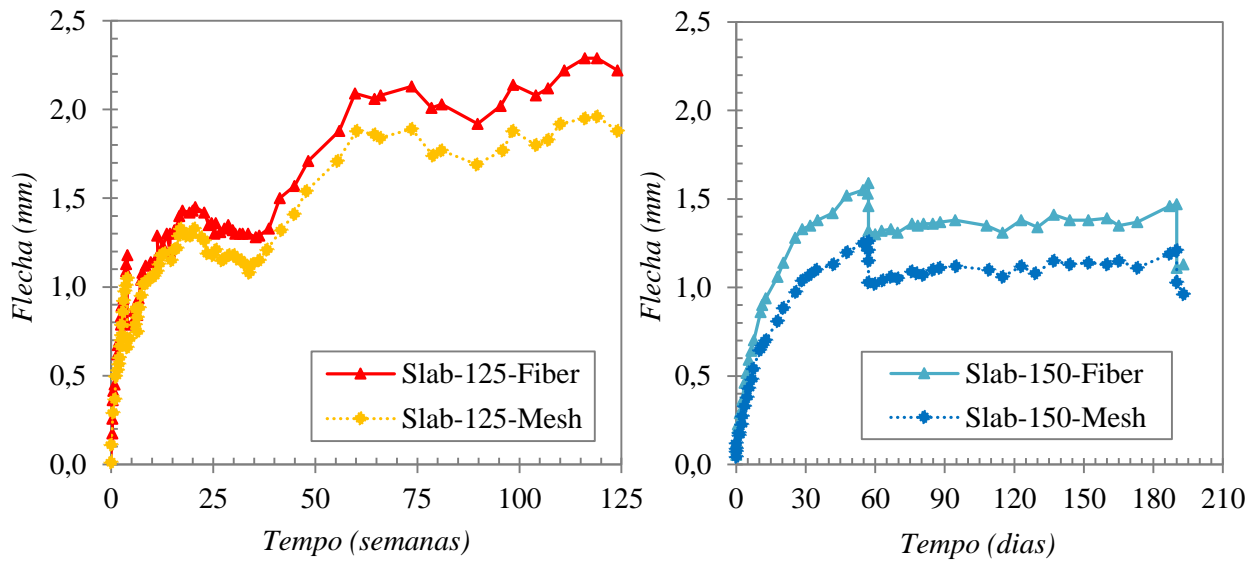 2,5
2,0
1,5
1,0
0,5
0,0
Flecha (mm)
Slab-125-Fiber
Slab-125-Mesh
0 25 50 75 100 125
Tempo (semanas)
2,5
2,0
1,5
1,0
0,5
0,0
Flecha (mm)
Slab-150-Fiber
Slab-150-Mesh
0 30 60 90 120 150 180 210
Tempo (dias)